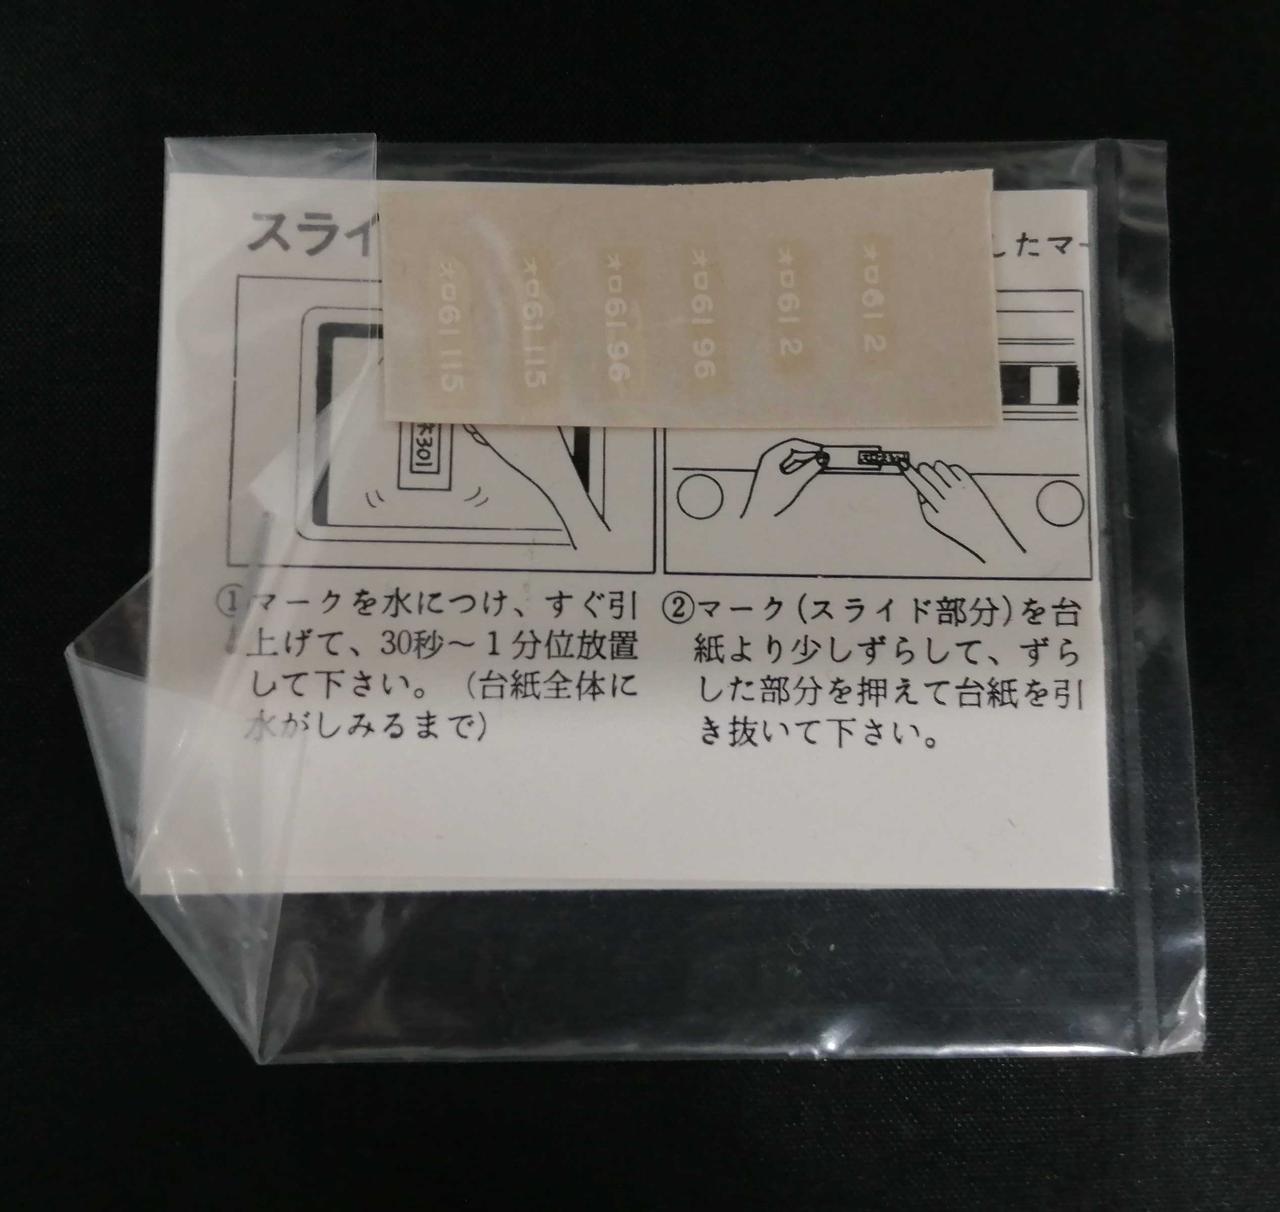 スライ
したマー
オロ61 115
オロ61 115
オロ61 96
オロ61 96
オロ61 2
オロ61 2
ネ301
①マークを水につけ、すぐ引
上げて、30秒～1分位放置
して下さい。（台紙全体に
水がしみるまで）
②マーク(スライド部分)を台
紙より少しずらして、ずら
した部分を押えて台紙を引
き抜いて下さい。